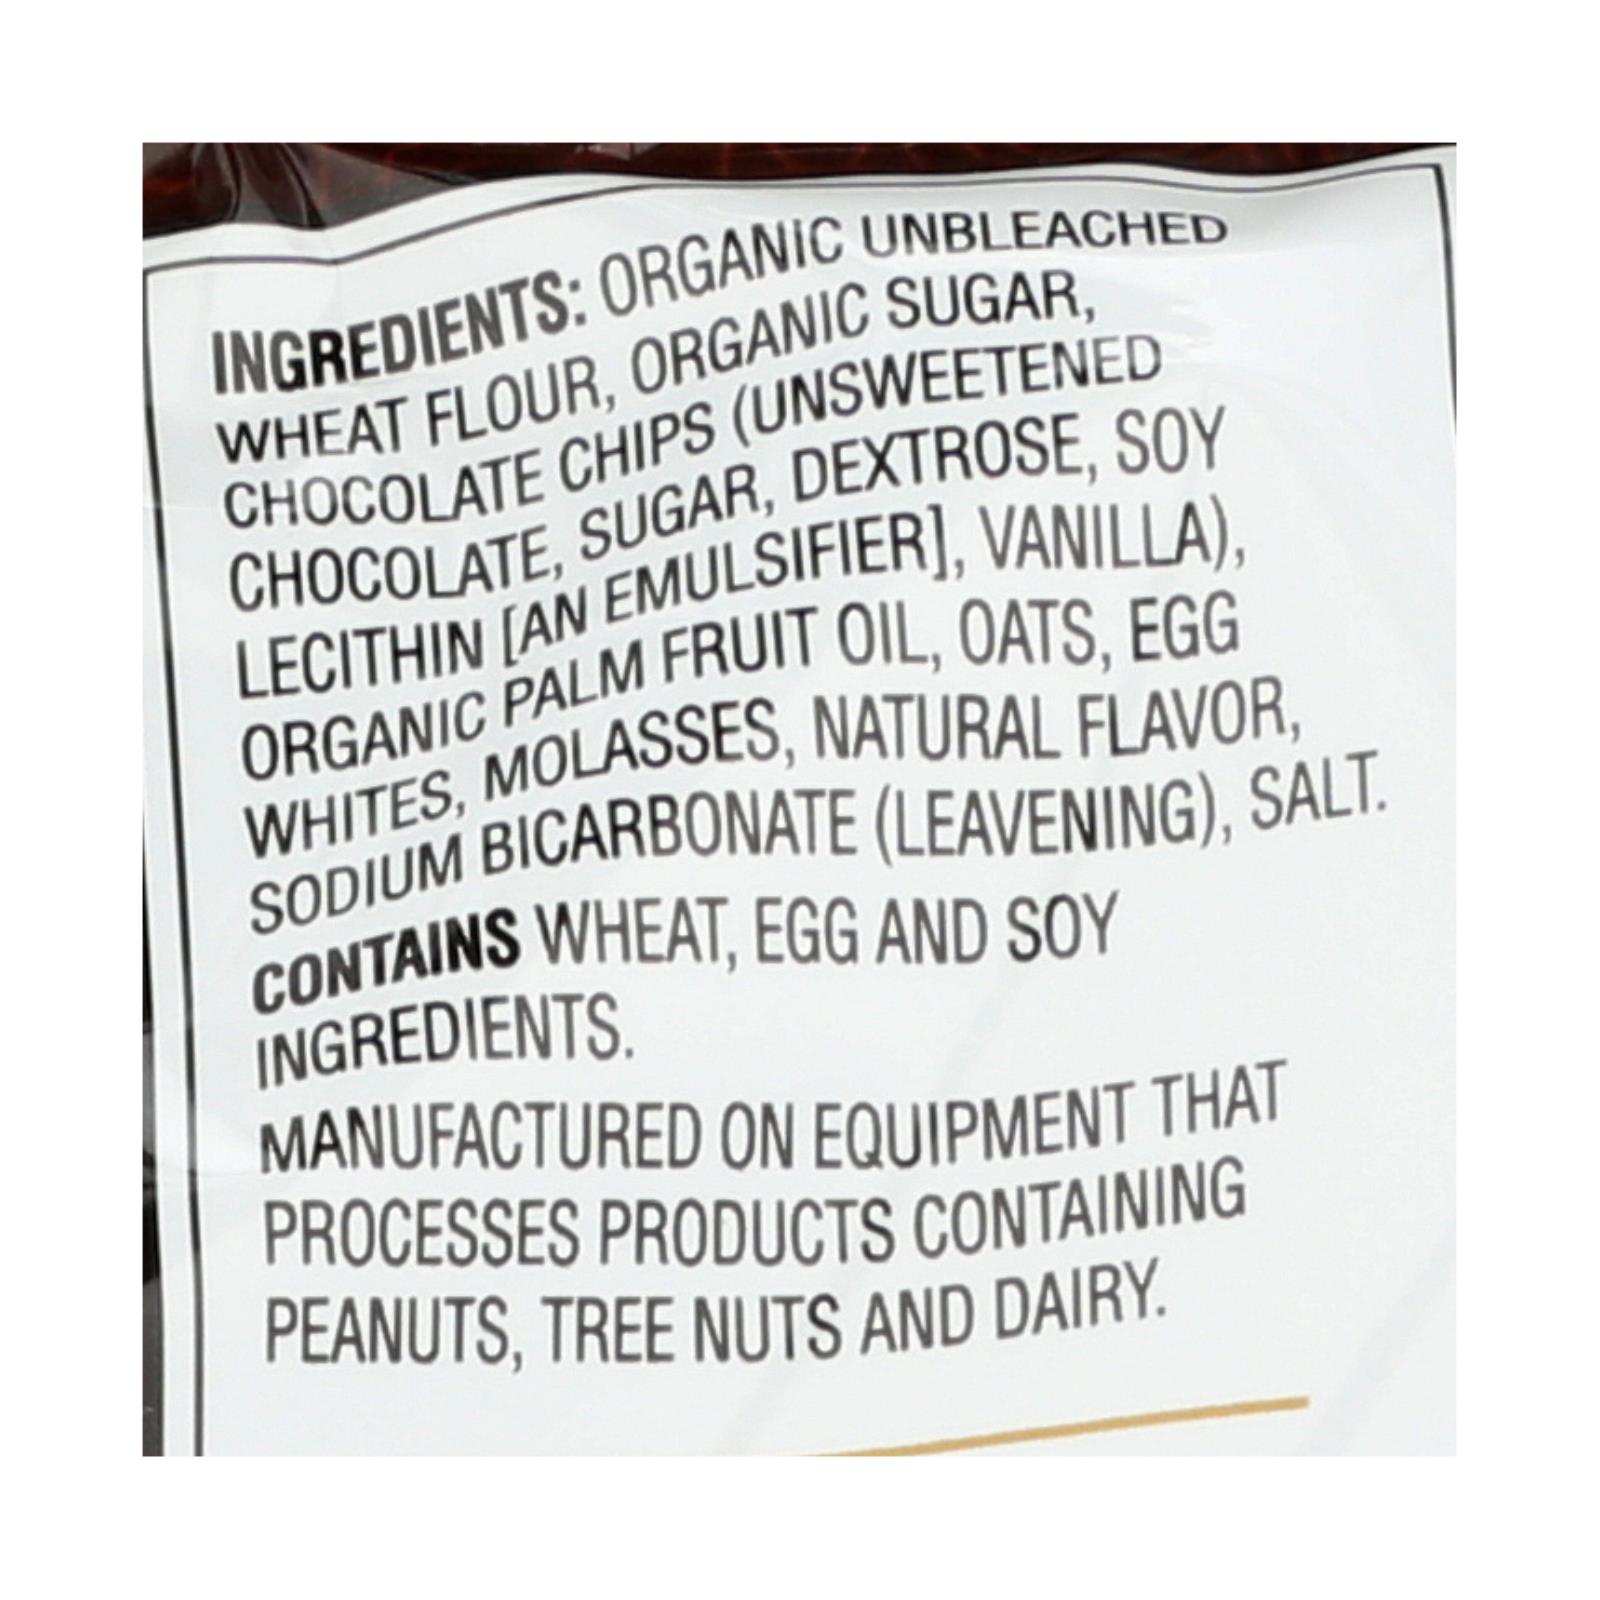 INGREDIENTS: ORGANIC UNBLEACHED
WHEAT FLOUR, ORGANIC SUGAR,
CHOCOLATE CHIPS (UNSWEETENED
CHOCOLATE, SUGAR, DEXTROSE, SOY
LECITHIN [AN EMULSIFIER], VANILLA),
ORGANIC PALM FRUIT OIL, OATS, EGG
WHITES, MOLASSES, NATURAL FLAVOR,
SODIUM BICARBONATE (LEAVENING), SALT.
CONTAINS WHEAT, EGG AND SOY
INGREDIENTS.
MANUFACTURED ON EQUIPMENT THAT
PROCESSES PRODUCTS CONTAINING
PEANUTS, TREE NUTS AND DAIRY.